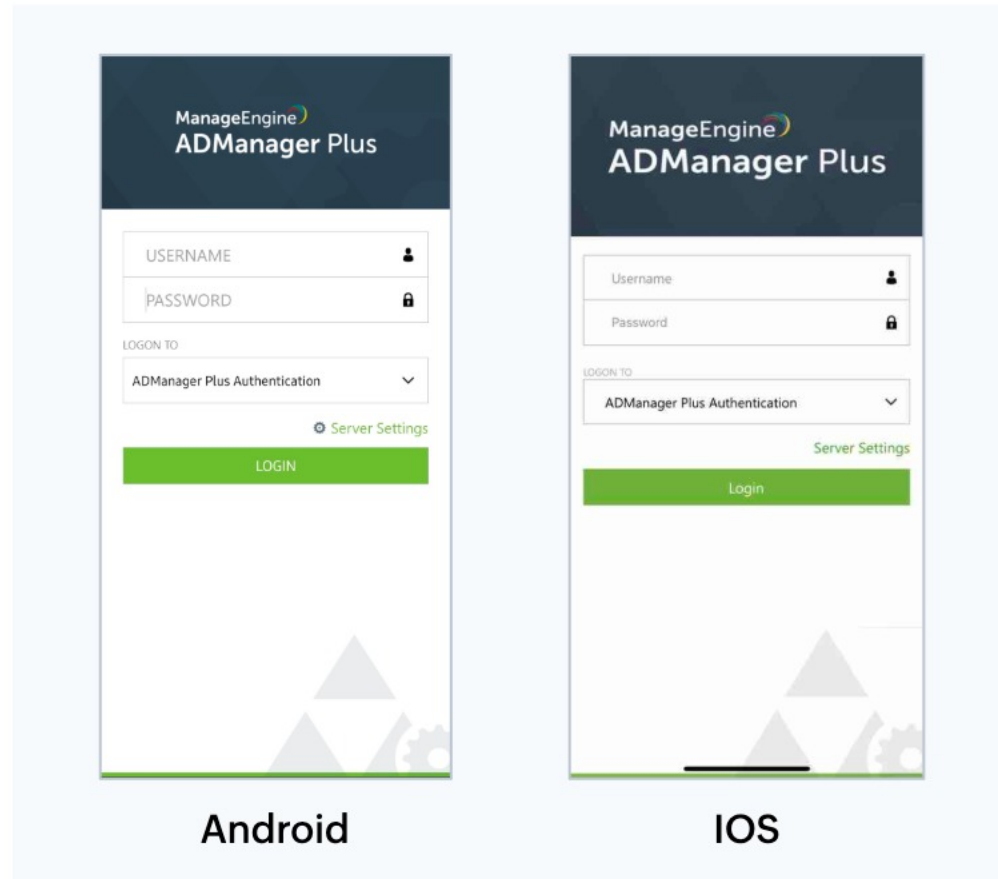 ManageEngine
ADManager Plus
USERNAME
PASSWORD
LOGON TO
ADManager Plus Authentication
Server Settings
LOGIN
Android
ManageEngine
ADManager Plus
Username
Password
LOGON TO
ADManager Plus Authentication
Server Settings
Login
IOS